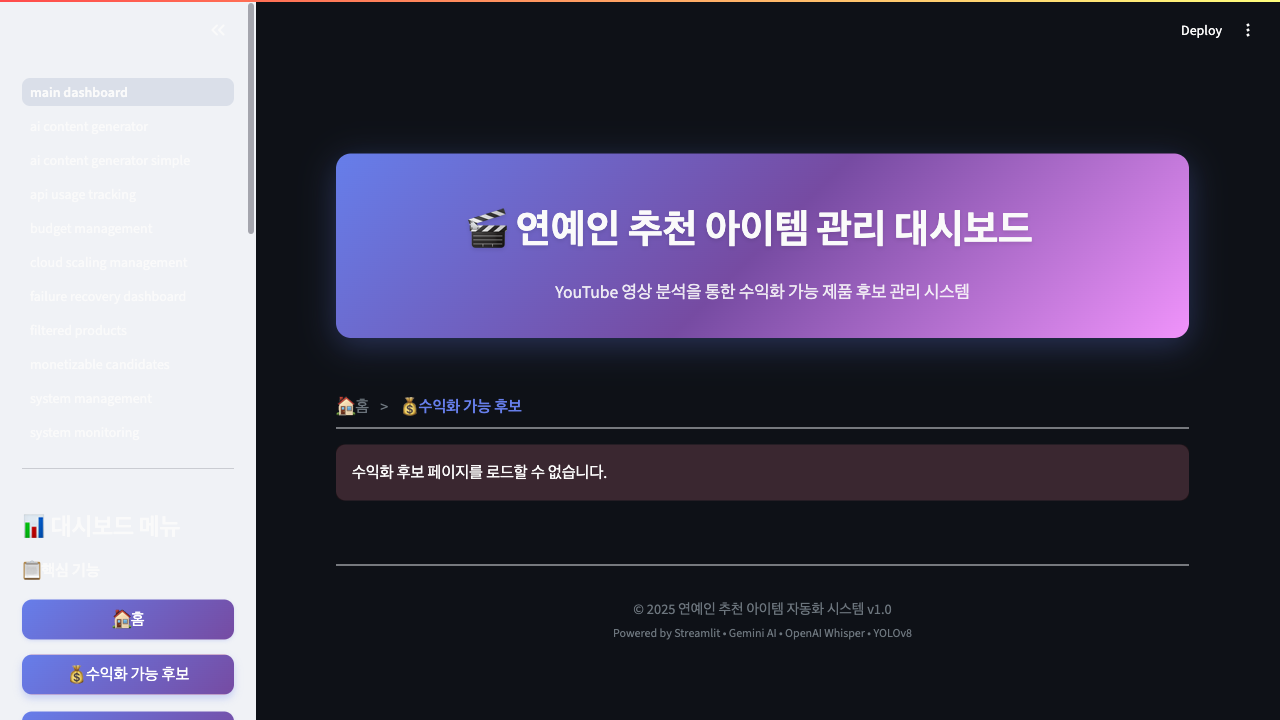 Deploy
main dashboard
ai content generator
ai content generator simple
api usage tracking
budget management
cloud scaling management
failure recovery dashboard
filtered products
monetizable candidates
system management
system monitoring
대시보드 메뉴
핵심 기능
홈
수익화 가능 후보
연예인 추천 아이템 관리 대시보드
YouTube 영상 분석을 통한 수익화 가능 제품 후보 관리 시스템
홈 > 수익화 가능 후보
수익화 후보 페이지를 로드할 수 없습니다.
© 2025 연예인 추천 아이템 자동화 시스템 v1.0
Powered by Streamlit • Gemini AI • OpenAI Whisper • YOLOv8